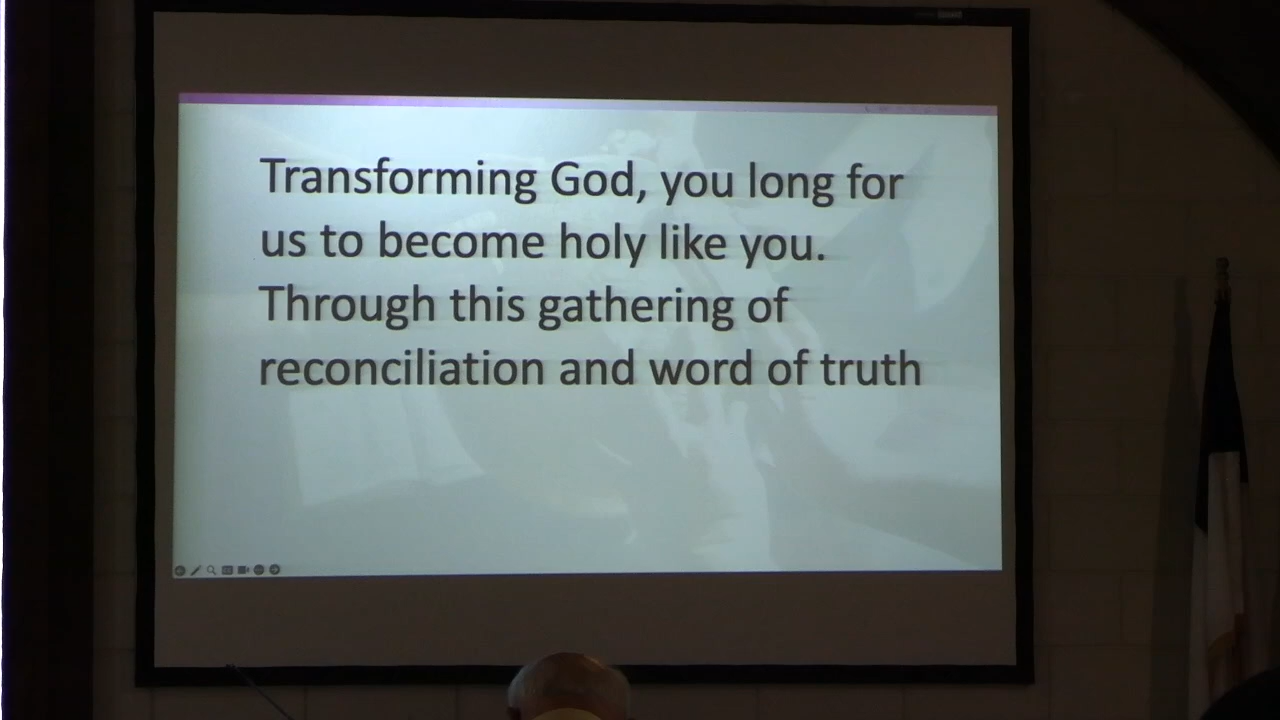 Transforming God, you long for
us to become holy like you.
Through this gathering of
reconciliation and word of truth